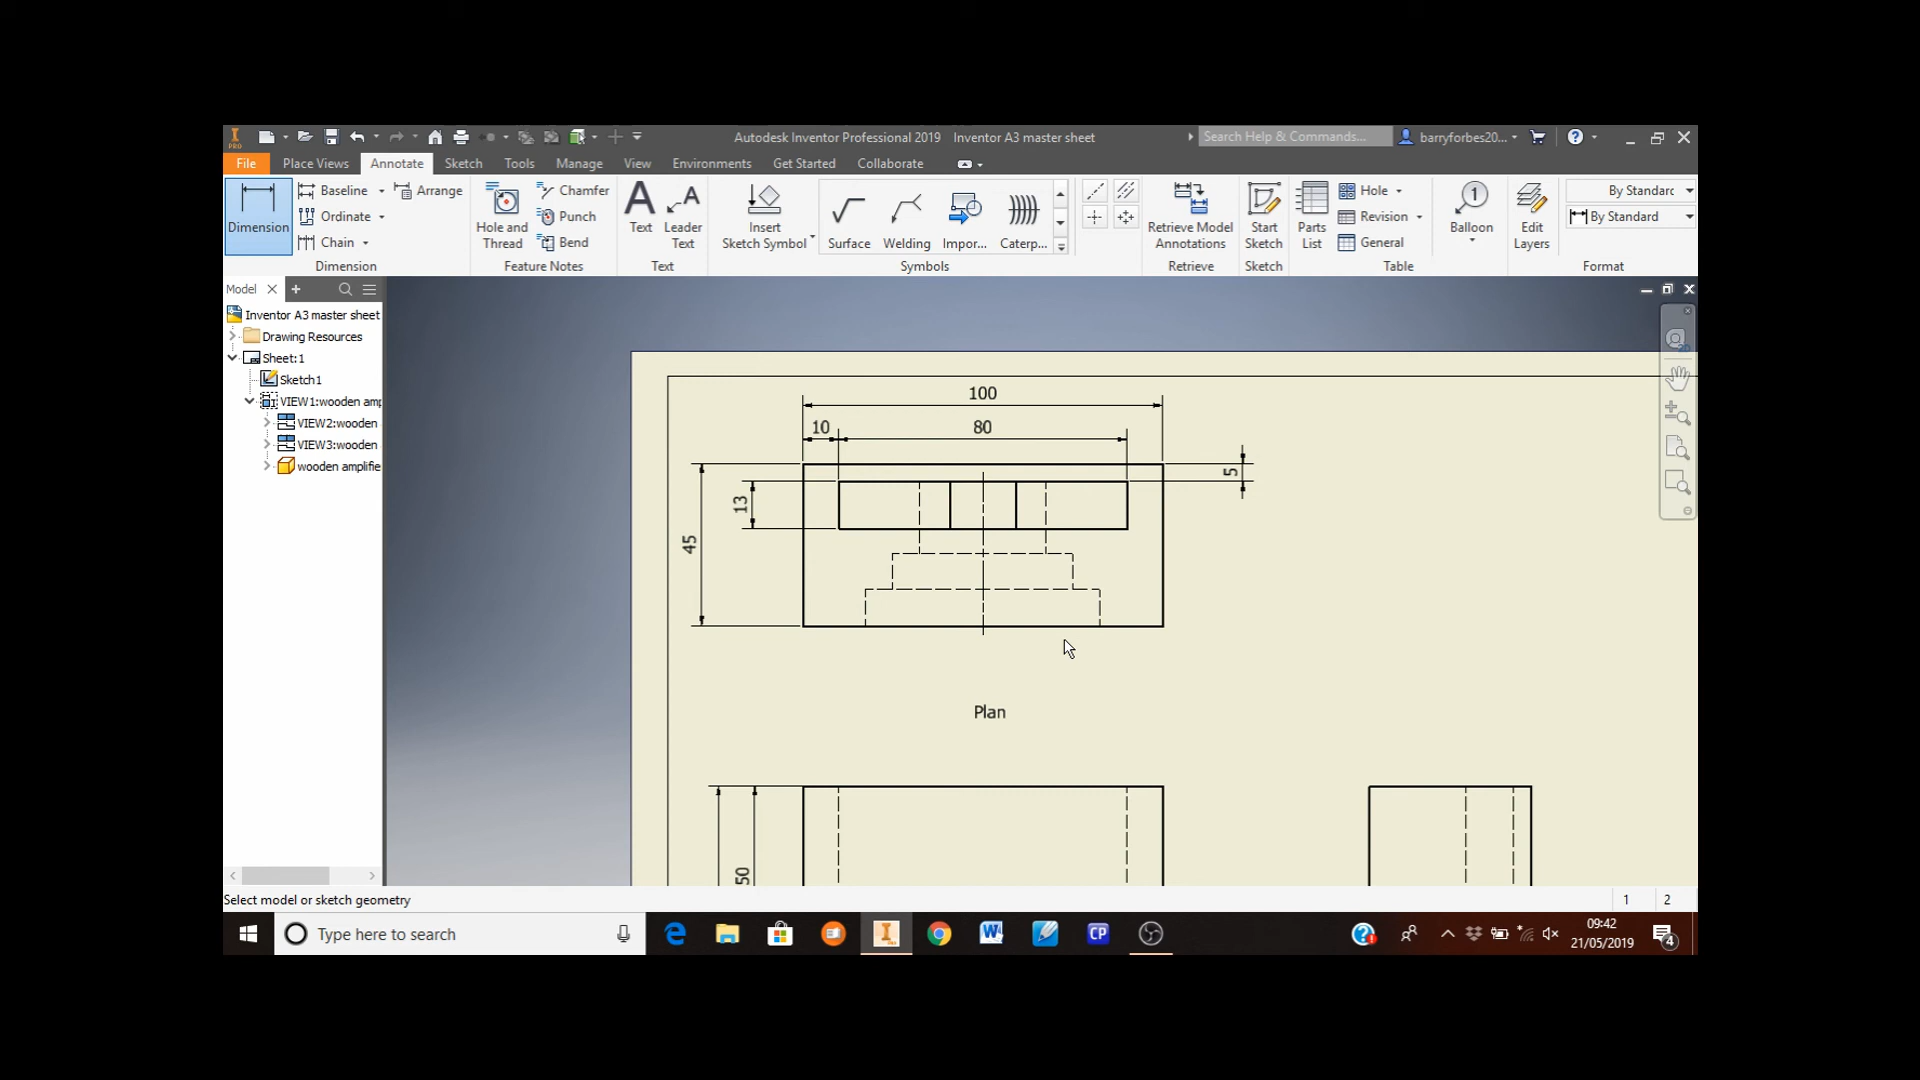 Autodesk Inventor Professional 2019 Inventor A3 master sheet
Search Help & Commands...
barryforbes20...
PRO
File Place Views Annotate Sketch Tools Manage View Environments Get Started Collaborate
Dimension
Baseline
Ordinate
Chain
Arrange
Dimension
Hole and Thread
Chamfer
Punch
Bend
Feature Notes
Text
Leader Text
Text
Insert Sketch Symbol
Surface
Welding
Impor...
Caterp...
Symbols
Retrieve Model Annotations
Retrieve
Start Sketch
Sketch
Parts List
Hole
Revision
General
Table
Balloon
Edit Layers
By Standarc
By Standard
Format
Model
Inventor A3 master sheet
Drawing Resources
Sheet:1
Sketch1
VIEW1:wooden amp
VIEW2:wooden
VIEW3:wooden
wooden amplifie
100
10 80
5
13
45
Plan
50
Select model or sketch geometry
1 2
Type here to search
CP
09:42
21/05/2019
4